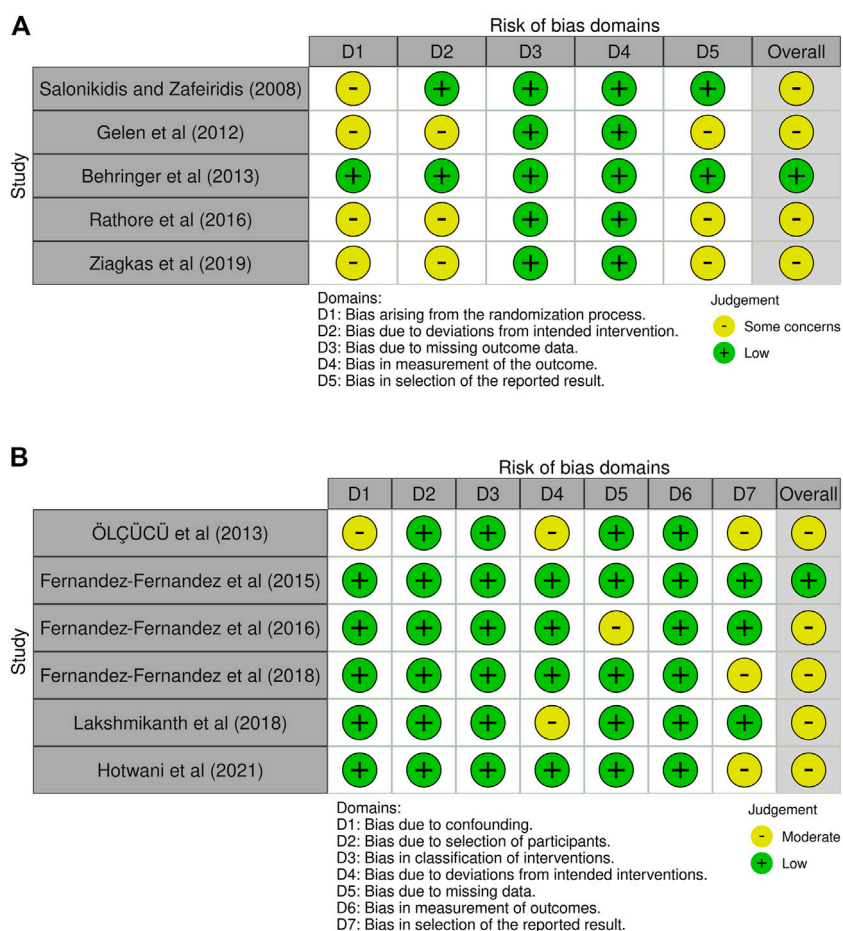 A
Risk of bias domains
D1 D2 D3 D4 D5 Overall
Study
Salonikidis and Zafeiridis (2008) - + + + + -
Gelen et al (2012) - - + + - -
Behringer et al (2013) + + + + + +
Rathore et al (2016) - - + + - -
Ziagkas et al (2019) - - + + - -
Domains:
D1: Bias arising from the randomization process.
D2: Bias due to deviations from intended intervention.
D3: Bias due to missing outcome data.
D4: Bias in measurement of the outcome.
D5: Bias in selection of the reported result.
Judgement
- Some concerns
+ Low
B
Risk of bias domains
D1 D2 D3 D4 D5 D6 D7 Overall
Study
ÖLÇÜCÜ et al (2013) - + + - + + - -
Fernandez-Fernandez et al (2015) + + + + + + + +
Fernandez-Fernandez et al (2016) + + + + - + + -
Fernandez-Fernandez et al (2018) + + + + + + - -
Lakshmikanth et al (2018) + + + - + + + -
Hotwani et al (2021) + + + + + + - -
Domains:
D1: Bias due to confounding.
D2: Bias due to selection of participants.
D3: Bias in classification of interventions.
D4: Bias due to deviations from intended interventions.
D5: Bias due to missing data.
D6: Bias in measurement of outcomes.
D7: Bias in selection of the reported result.
Judgement
- Moderate
+ Low